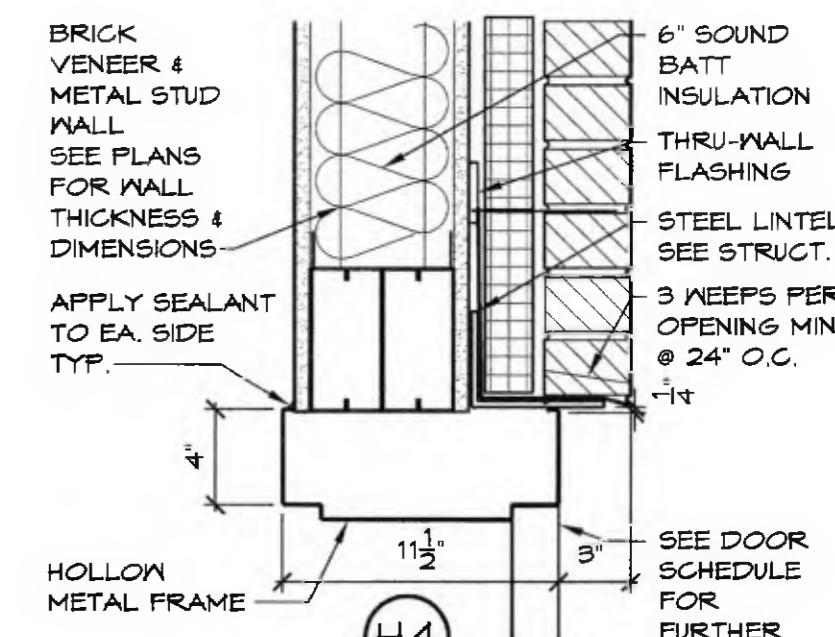 BRICK
VENEER &
METAL STUD
WALL
SEE PLANS
FOR WALL
THICKNESS &
DIMENSIONS
APPLY SEALANT
TO EA. SIDE
TYP.
4"
HOLLOW
METAL FRAME
11 1/2"
3"
6" SOUND
BATT
INSULATION
THRU-WALL
FLASHING
STEEL LINTEL
SEE STRUCT.
3 WEEPS PER
OPENING MIN
@ 24" O.C.
1/4"
SEE DOOR
SCHEDULE
FOR
FURTHER